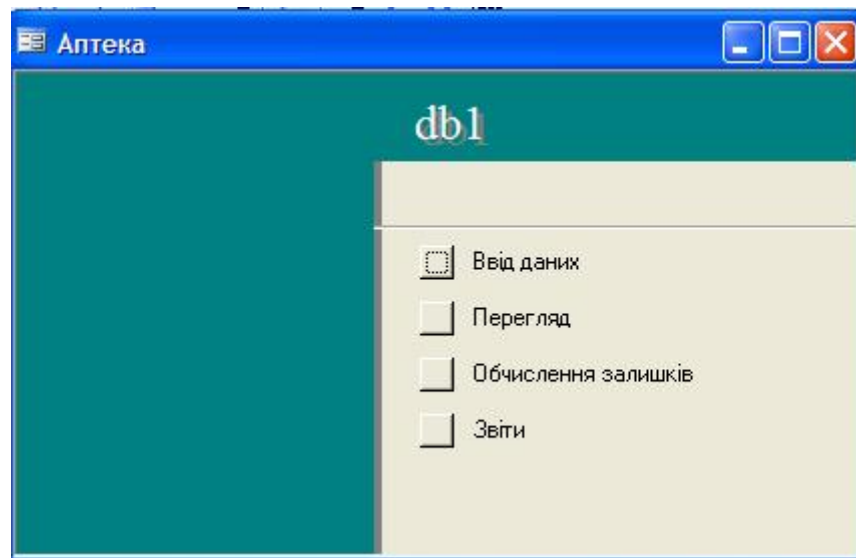 Аптека
db1
Ввід даних
Перегляд
Обчислення залишків
Звіти